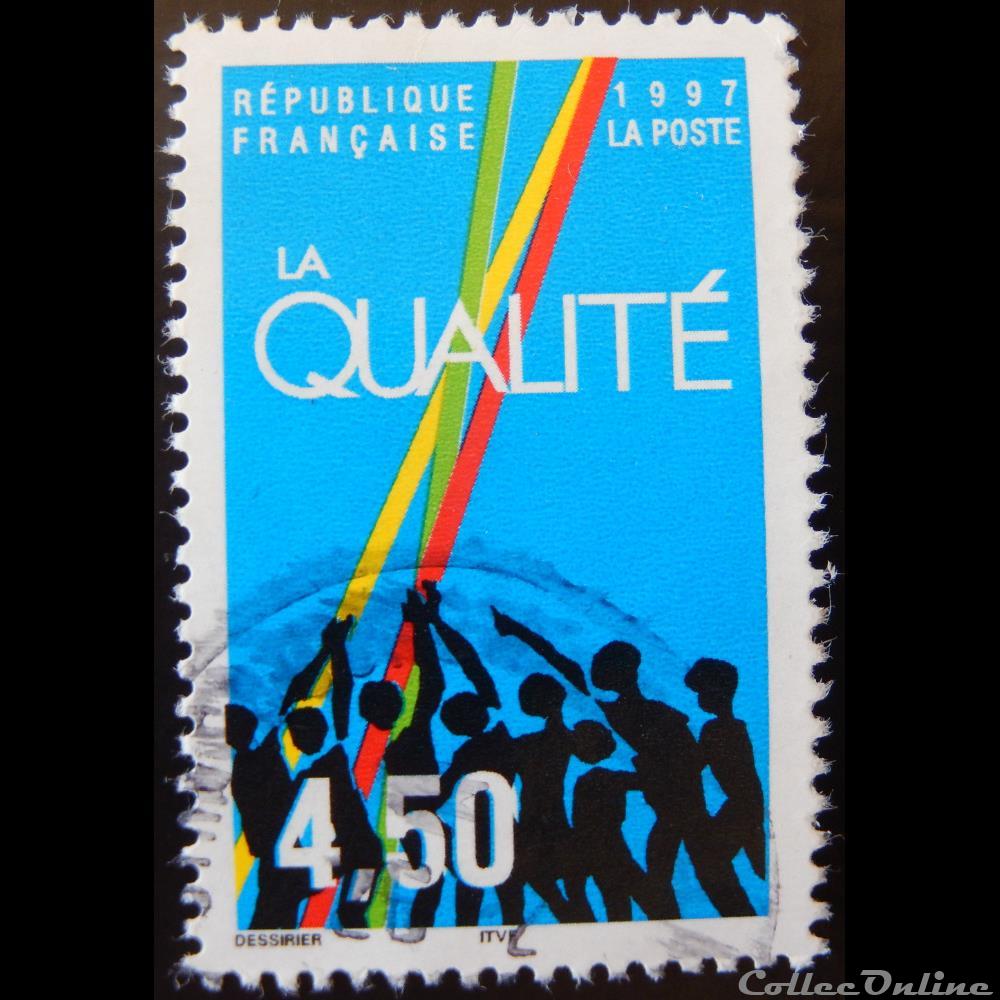 RÉPUBLIQUE
FRANÇAISE
1997
LA POSTE
LA
QUALITÉ
4,50
DESSIRIER
ITVF
CollecOnline